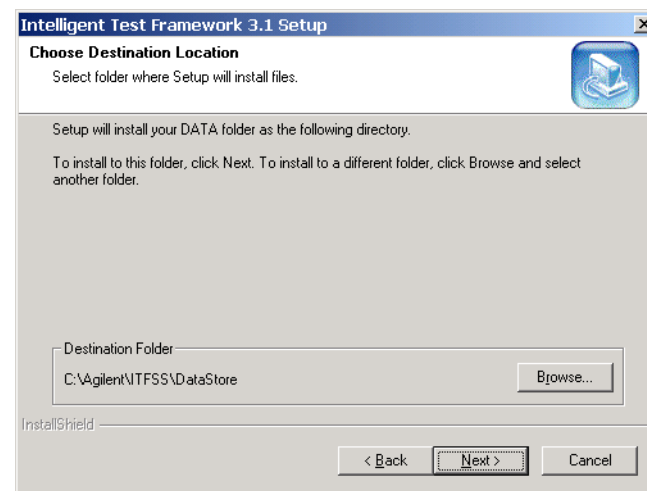 Intelligent Test Framework 3.1 Setup
Choose Destination Location
Select folder where Setup will install files.
Setup will install your DATA folder as the following directory.
To install to this folder, click Next. To install to a different folder, click Browse and select
another folder.
Destination Folder
C:\Agilent\ITFSS\DataStore
Browse...
InstallShield
< Back
Next >
Cancel